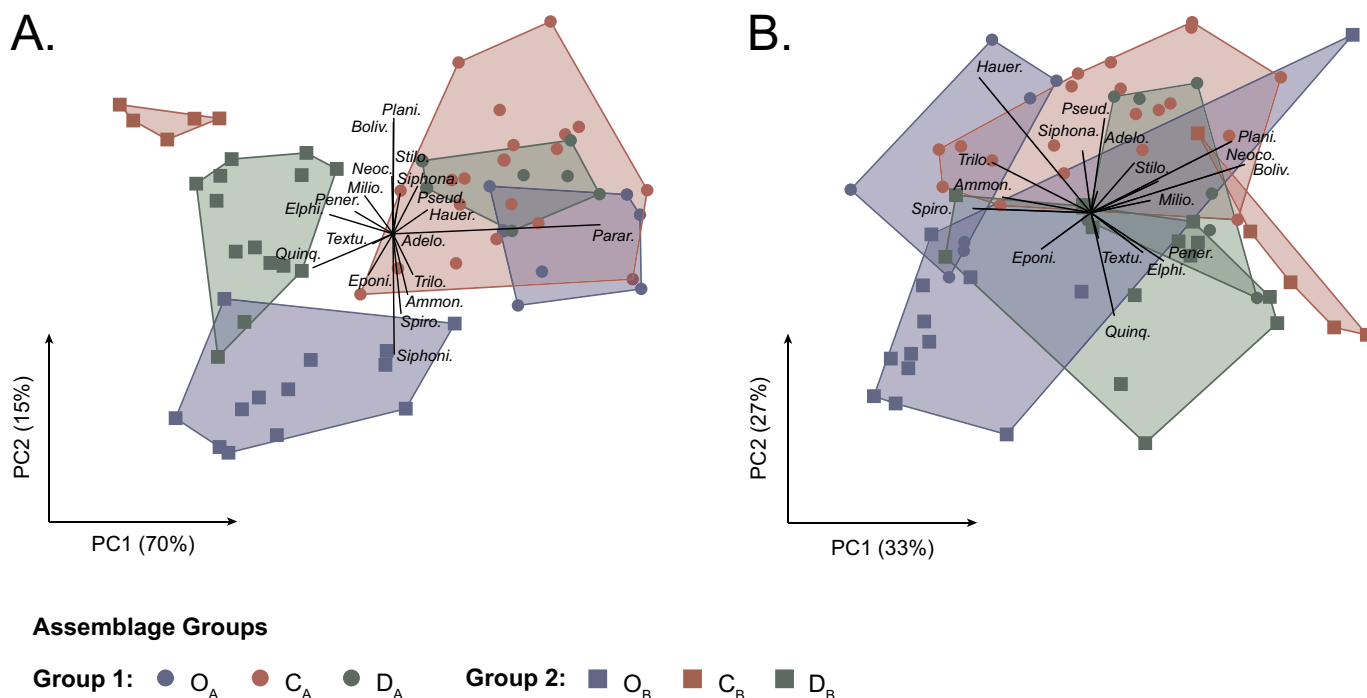 A.
Plani.
Boliv.
Stilo.
Neoc.
Siphona.
Milio.
Pseud.
Pener.
Hauer.
Elphi.
Parar.
Textu.
Adelo.
Quinq.
Eponi.
Trilo.
Ammon.
Spiro.
Siphoni.
PC2 (15%)
PC1 (70%)
B.
Hauer.
Pseud.
Siphona.
Adelo.
Plani.
Neoco.
Trilo.
Stilo.
Boliv.
Ammon.
Milio.
Spiro.
Eponi.
Textu.
Pener.
Elphi.
Quinq.
PC2 (27%)
PC1 (33%)
Assemblage Groups
Group 1: OA CA DA Group 2: OB CB DB